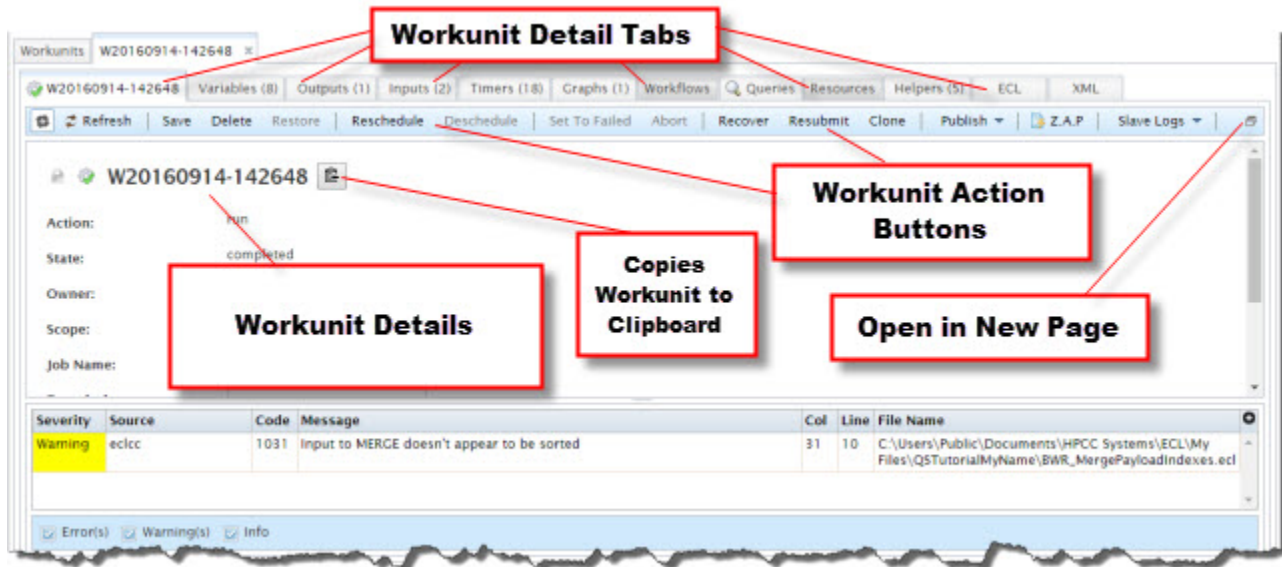 Workunit Detail Tabs
Workunits W20160914-142648 ×
W20160914-142648 Variables (8) Outputs (1) Inputs (2) Timers (18) Graphs (1) Workflows Queries Resources Helpers (5) ECL XML
Refresh Save Delete Restore Reschedule Deschedule Set To Failed Abort Recover Resubmit Clone Publish Z.A.P Slave Logs
W20160914-142648
Workunit Action
Buttons
Action: run
State: completed
Owner:
Scope:
Job Name:
Workunit Details
Copies
Workunit to
Clipboard
Open in New Page
Severity Source Code Message Col Line File Name
Warning eclcc 1031 Input to MERGE doesn't appear to be sorted 31 10 C:\Users\Public\Documents\HPCC Systems\ECL\My
Files\QSTutorialMyName\BWR_MergePayloadIndexes.ecl
Error(s) Warning(s) Info